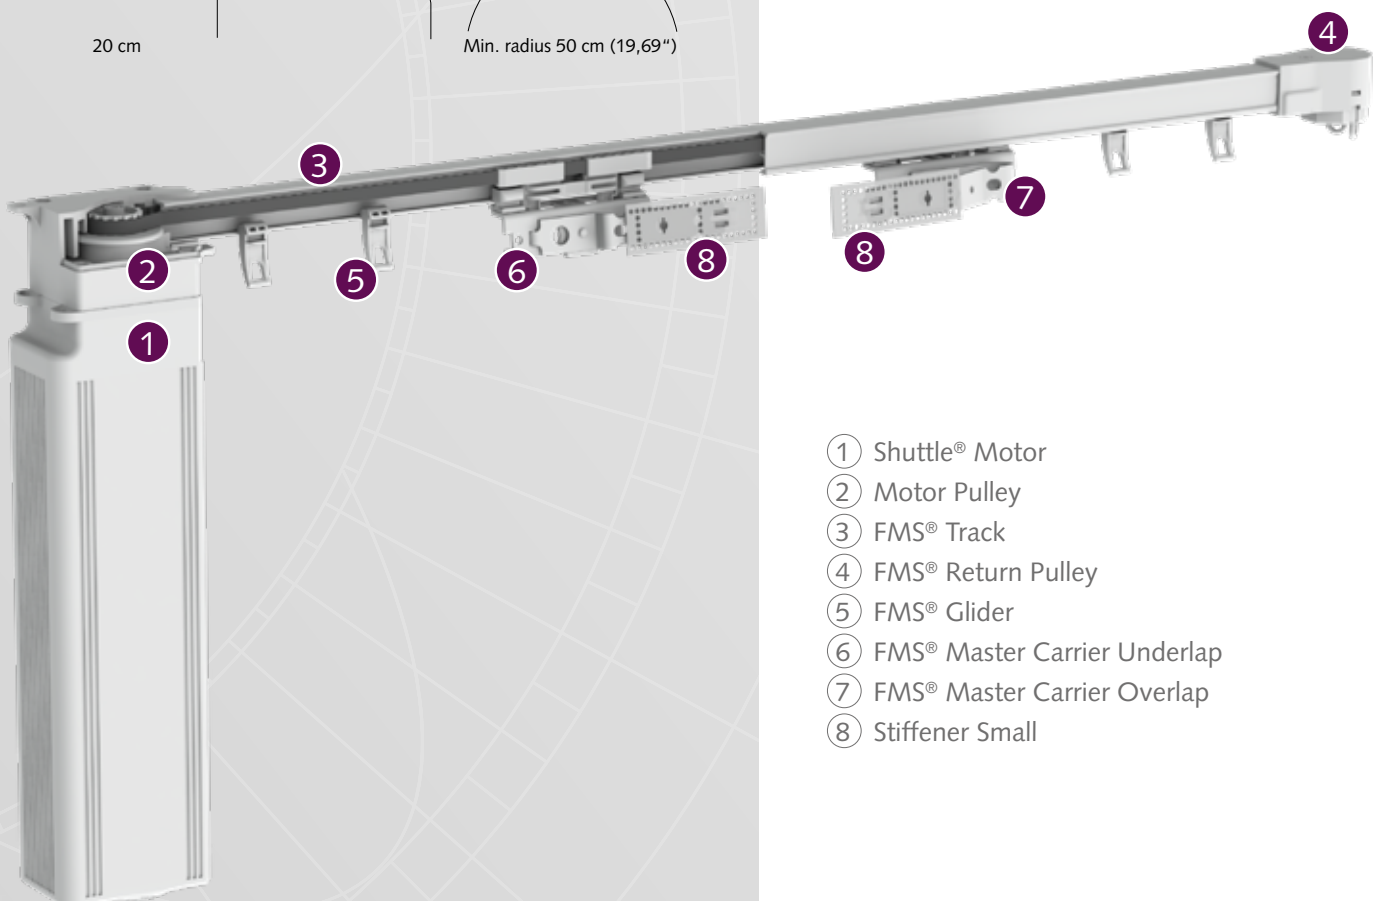 20 cm
Min. radius 50 cm (19,69“)
4
3
7
2
5
6
8
8
1
1 Shuttle® Motor
2 Motor Pulley
3 FMS® Track
4 FMS® Return Pulley
5 FMS® Glider
6 FMS® Master Carrier Underlap
7 FMS® Master Carrier Overlap
8 Stiffener Small